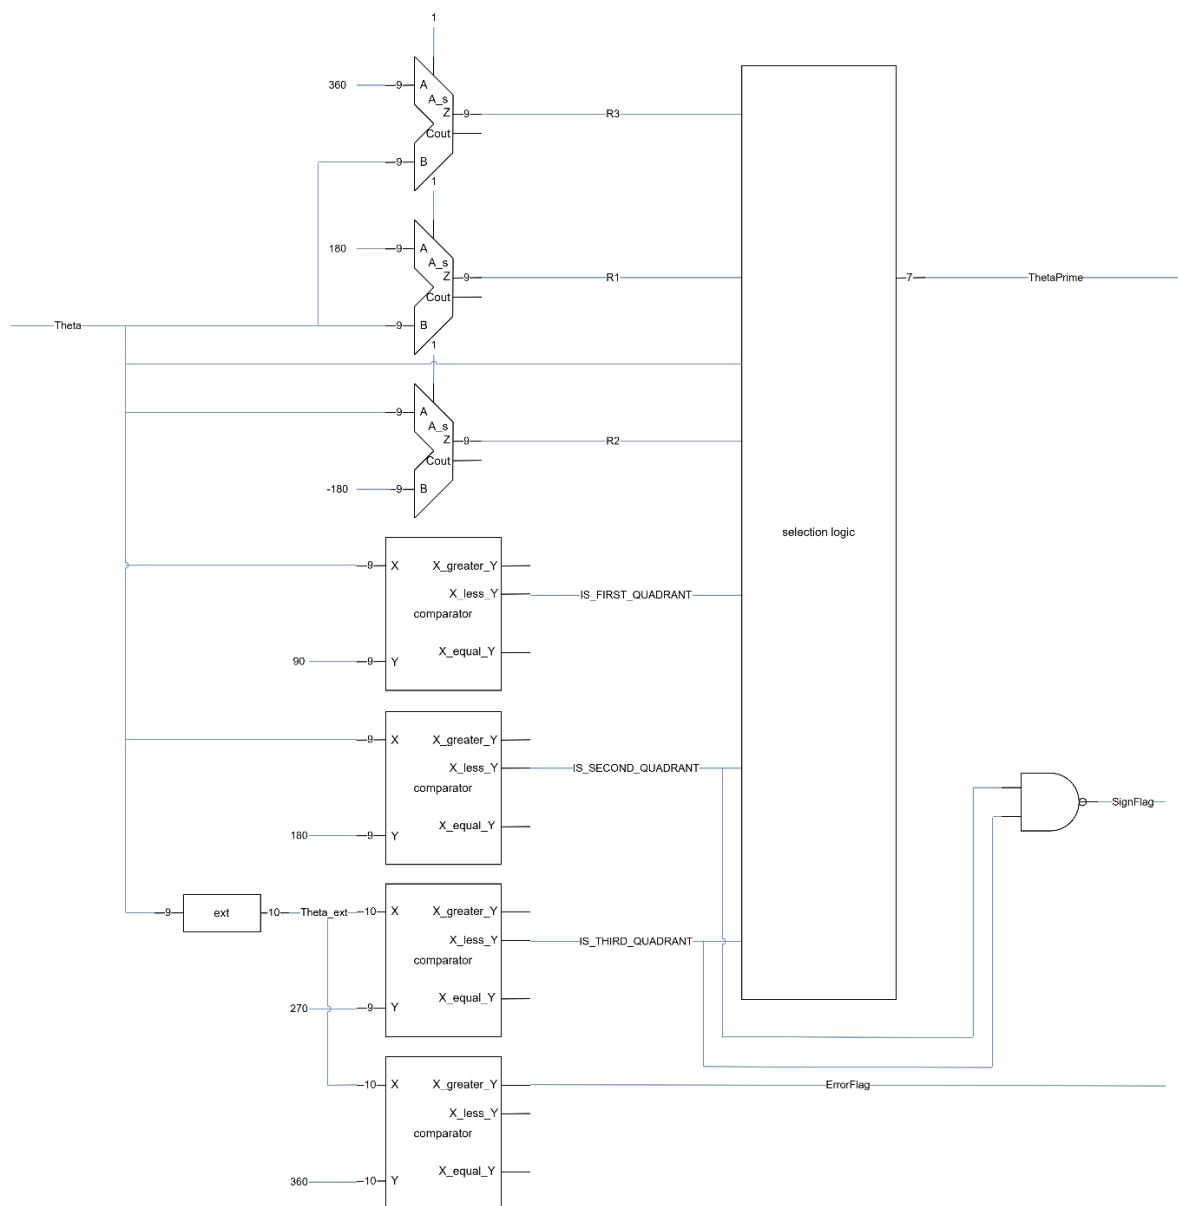 1
360
9
A
A_s
Z
9
R3
Cout
9
B
1
180
9
A
A_s
Z
9
R1
7
ThetaPrime
Cout
Theta
9
B
1
9
A
A_s
Z
9
R2
Cout
-180
9
B
selection logic
9
X
X_greater_Y
X_less_Y
IS_FIRST_QUADRANT
comparator
X_equal_Y
90
9
Y
9
X
X_greater_Y
X_less_Y
IS_SECOND_QUADRANT
comparator
SignFlag
X_equal_Y
180
9
Y
9
ext
10
Theta_ext
10
X
X_greater_Y
X_less_Y
IS_THIRD_QUADRANT
comparator
X_equal_Y
270
9
Y
10
X
X_greater_Y
ErrorFlag
X_less_Y
comparator
X_equal_Y
360
10
Y